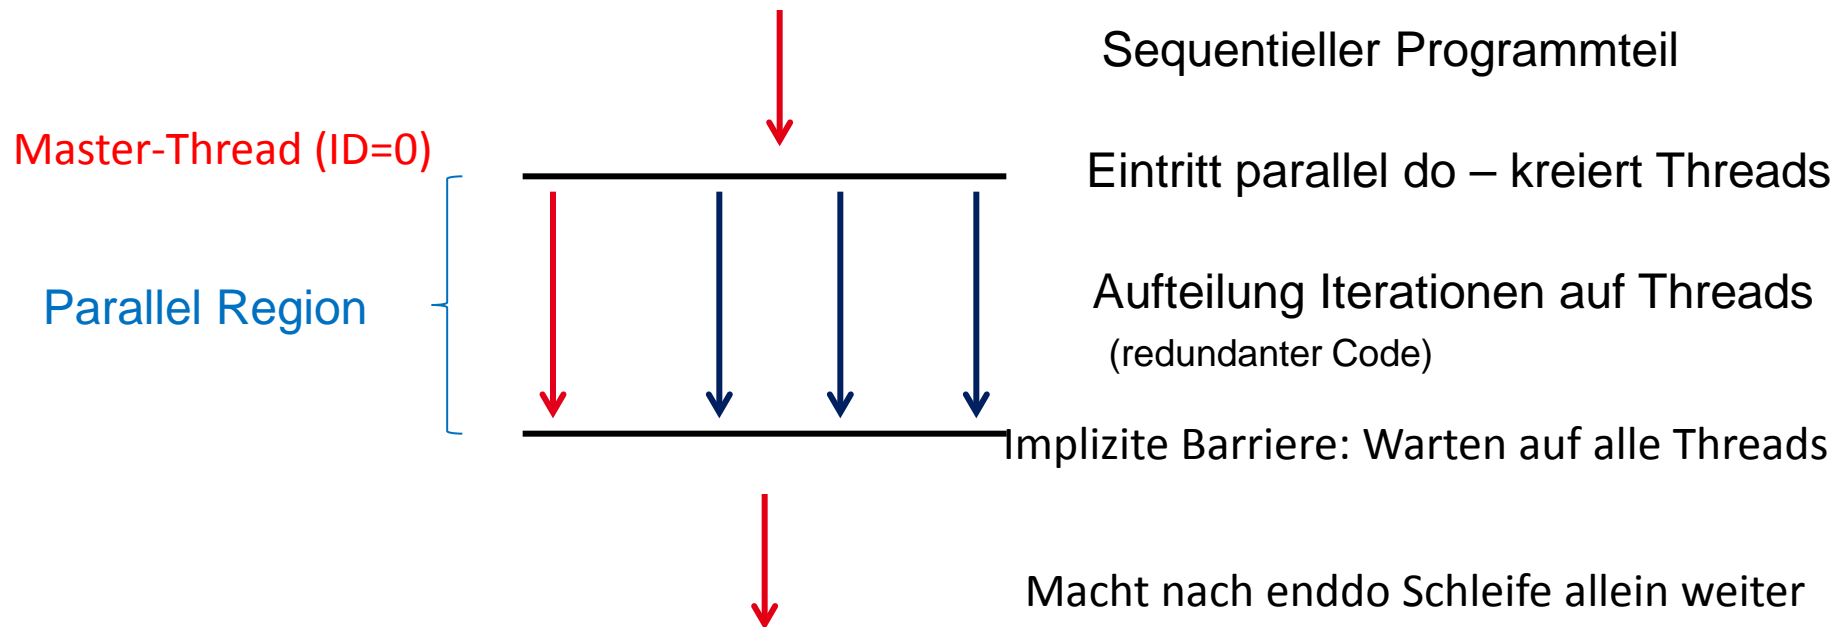 Sequentieller Programmteil
Master-Thread (ID=0)
Eintritt parallel do – kreiert Threads
Parallel Region
Aufteilung Iterationen auf Threads
(redundanter Code)
Implizite Barriere: Warten auf alle Threads
Macht nach enddo Schleife allein weiter